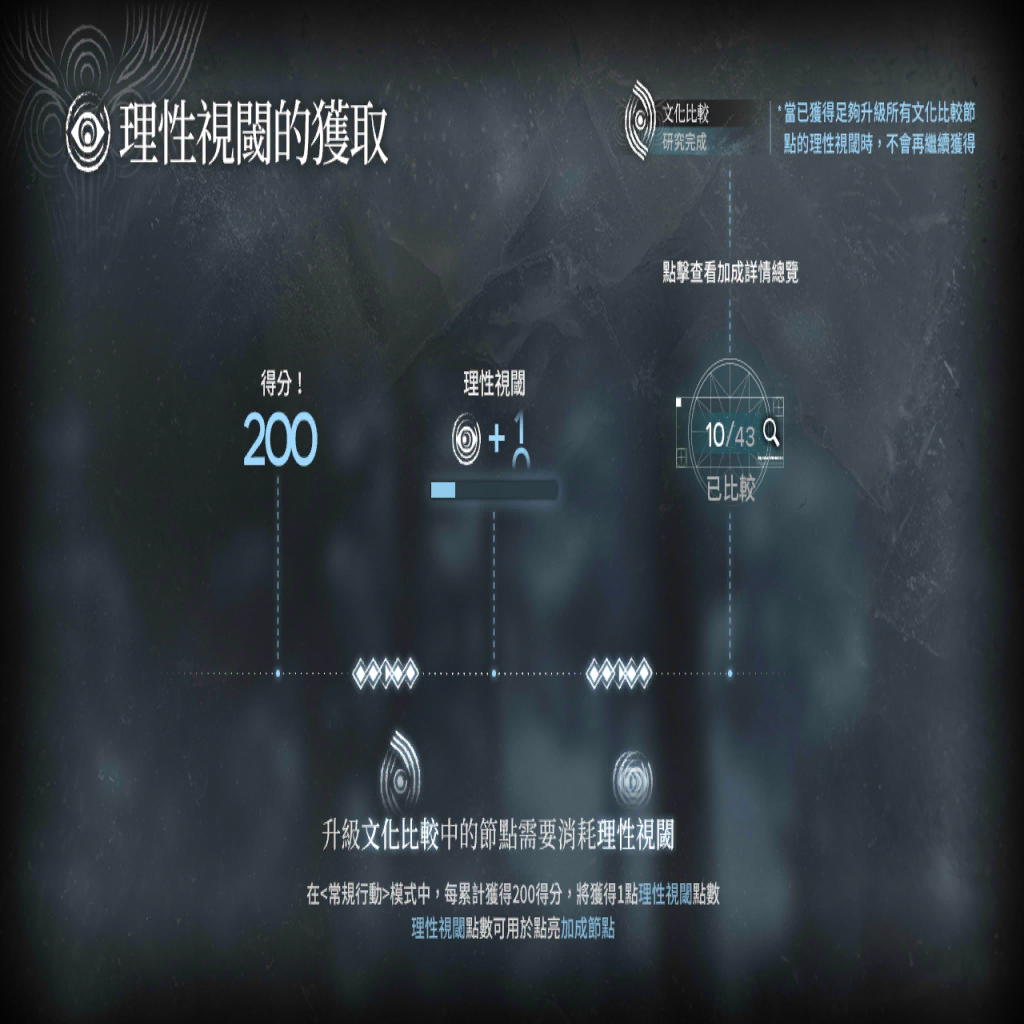 理性視閾的獲取
文化比較
研究完成
*當已獲得足夠升級所有文化比較節
點的理性視閾時，不會再繼續獲得
點擊查看加成詳情總覽
得分！
200
理性視閾
+1
10/43
已比較
升級文化比較中的節點需要消耗理性視閾
在<常規行動>模式中，每累計獲得200得分，將獲得1點理性視閾點數
理性視閾點數可用於點亮加成節點